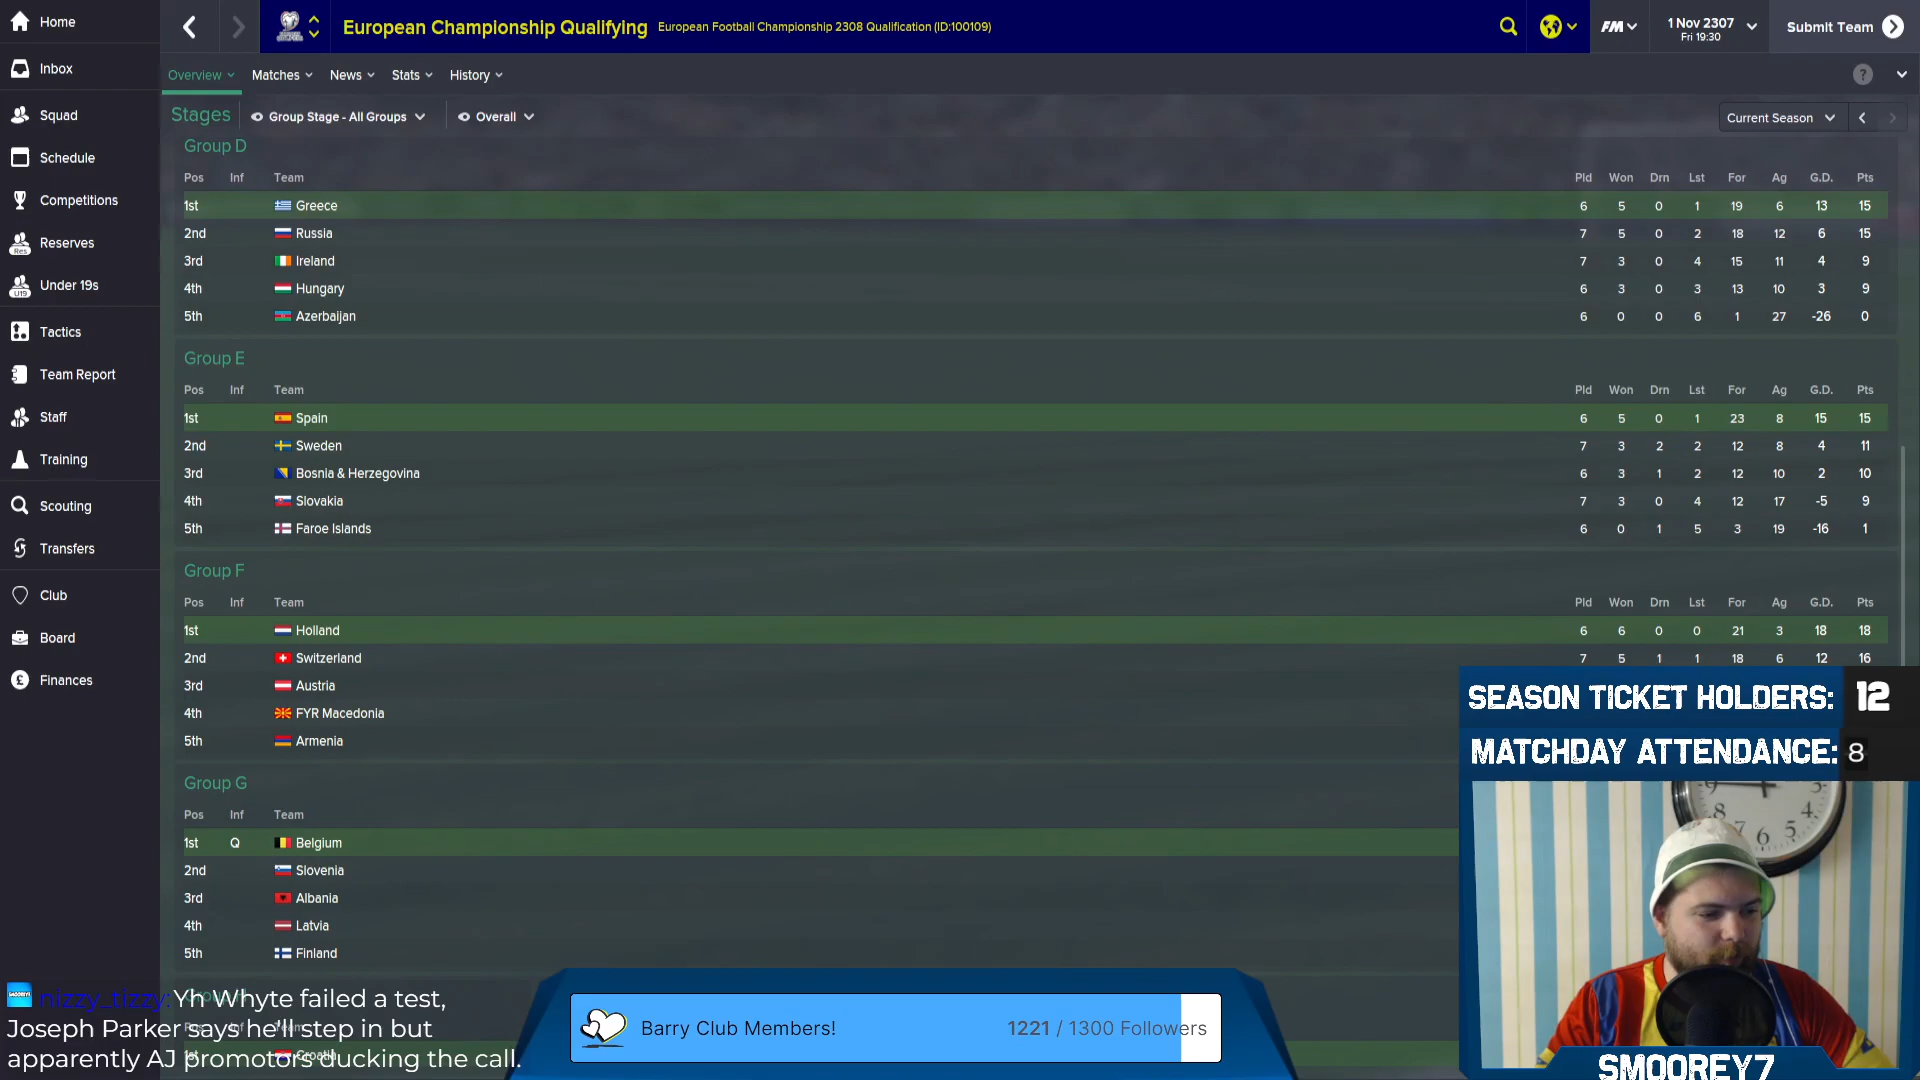 Home
European Championship Qualifying
European Football Championship 2308 Qualification (ID:100109)
FM
1 Nov 2307
Fri 19:30
Submit Team
Inbox
Squad
Schedule
Competitions
Reserves
Under 19s
Tactics
Team Report
Staff
Training
Scouting
Transfers
Club
Board
Finances
Overview Matches News Stats History
Stages Group Stage - All Groups Overall Current Season
Group D
Pos Inf Team Pld Won Drn Lst For Ag G.D. Pts
1st Greece 6 5 0 1 19 6 13 15
2nd Russia 7 5 0 2 18 12 6 15
3rd Ireland 7 3 0 4 15 11 4 9
4th Hungary 6 3 0 3 13 10 3 9
5th Azerbaijan 6 0 0 6 1 27 -26 0
Group E
Pos Inf Team Pld Won Drn Lst For Ag G.D. Pts
1st Spain 6 5 0 1 23 8 15 15
2nd Sweden 7 3 2 2 12 8 4 11
3rd Bosnia & Herzegovina 6 3 1 2 12 10 2 10
4th Slovakia 7 3 0 4 12 17 -5 9
5th Faroe Islands 6 0 1 5 3 19 -16 1
Group F
Pos Inf Team Pld Won Drn Lst For Ag G.D. Pts
1st Holland 6 6 0 0 21 3 18 18
2nd Switzerland 7 5 1 1 18 6 12 16
3rd Austria
4th FYR Macedonia
5th Armenia
Group G
Pos Inf Team
1st Q Belgium
2nd Slovenia
3rd Albania
4th Latvia
5th Finland
1st Croatia
SEASON TICKET HOLDERS: 12
MATCHDAY ATTENDANCE: 8
nizzy_tizzy: Yh Whyte failed a test,
Joseph Parker says he'll step in but
apparently AJ promotors ducking the call.
Barry Club Members! 1221 / 1300 Followers
SMOOREY7